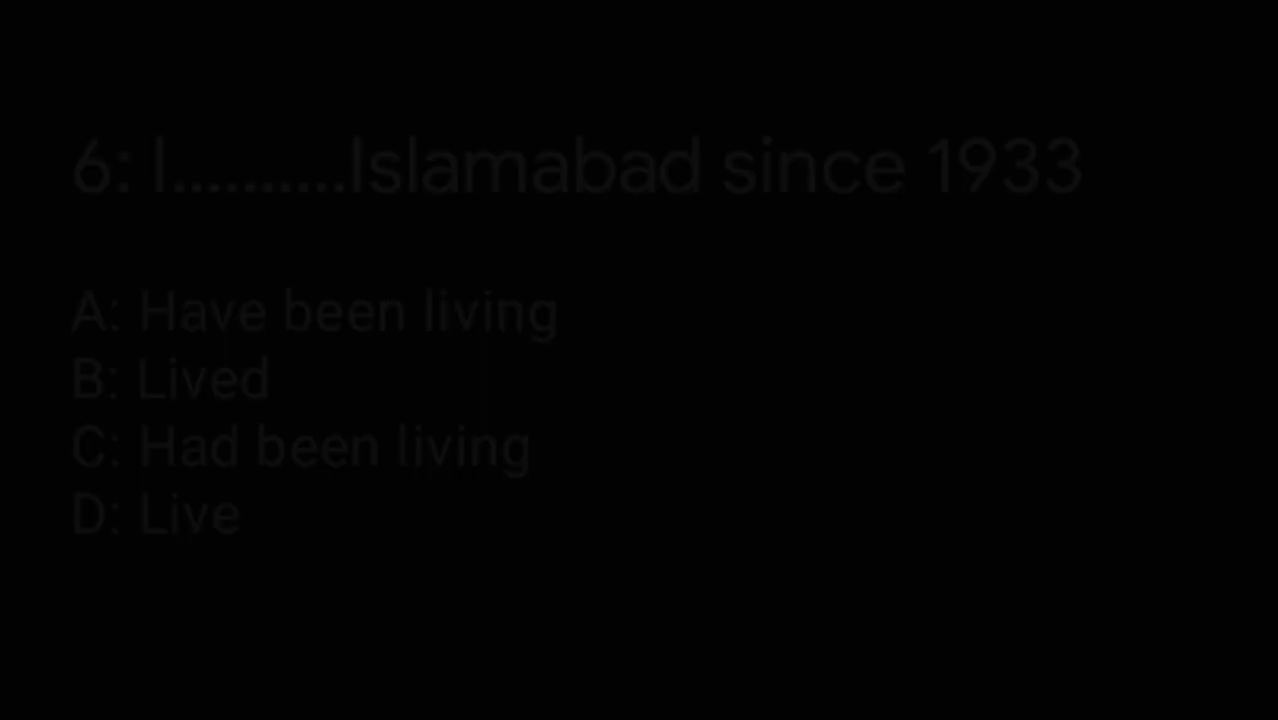 6: I..........Islamabad since 1933
A: Have been living
B: Lived
C: Had been living
D: Live